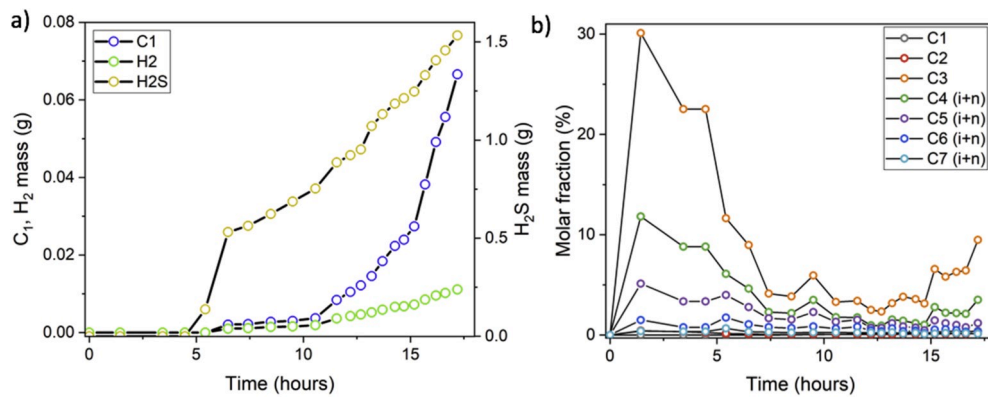 a)
C1
H2
H2S
C₁, H₂ mass (g)
0.08
0.06
0.04
0.02
0.00
1.5
1.0
0.5
0.0
H₂S mass (g)
0
5
10
15
Time (hours)
b)
C1
C2
C3
C4 (i+n)
C5 (i+n)
C6 (i+n)
C7 (i+n)
Molar fraction (%)
30
20
10
0
0
5
10
15
Time (hours)